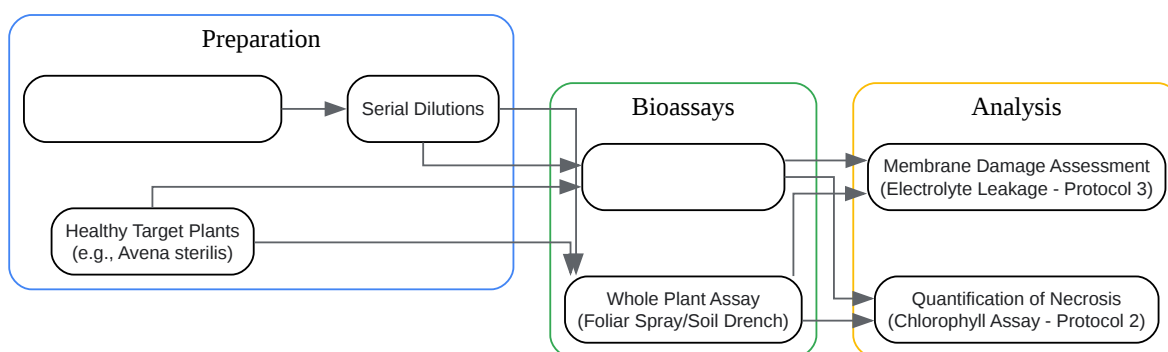 Preparation
Serial Dilutions
Healthy Target Plants
(e.g., Avena sterilis)
Bioassays
Whole Plant Assay
(Foliar Spray/Soil Drench)
Analysis
Membrane Damage Assessment
(Electrolyte Leakage - Protocol 3)
Quantification of Necrosis
(Chlorophyll Assay - Protocol 2)